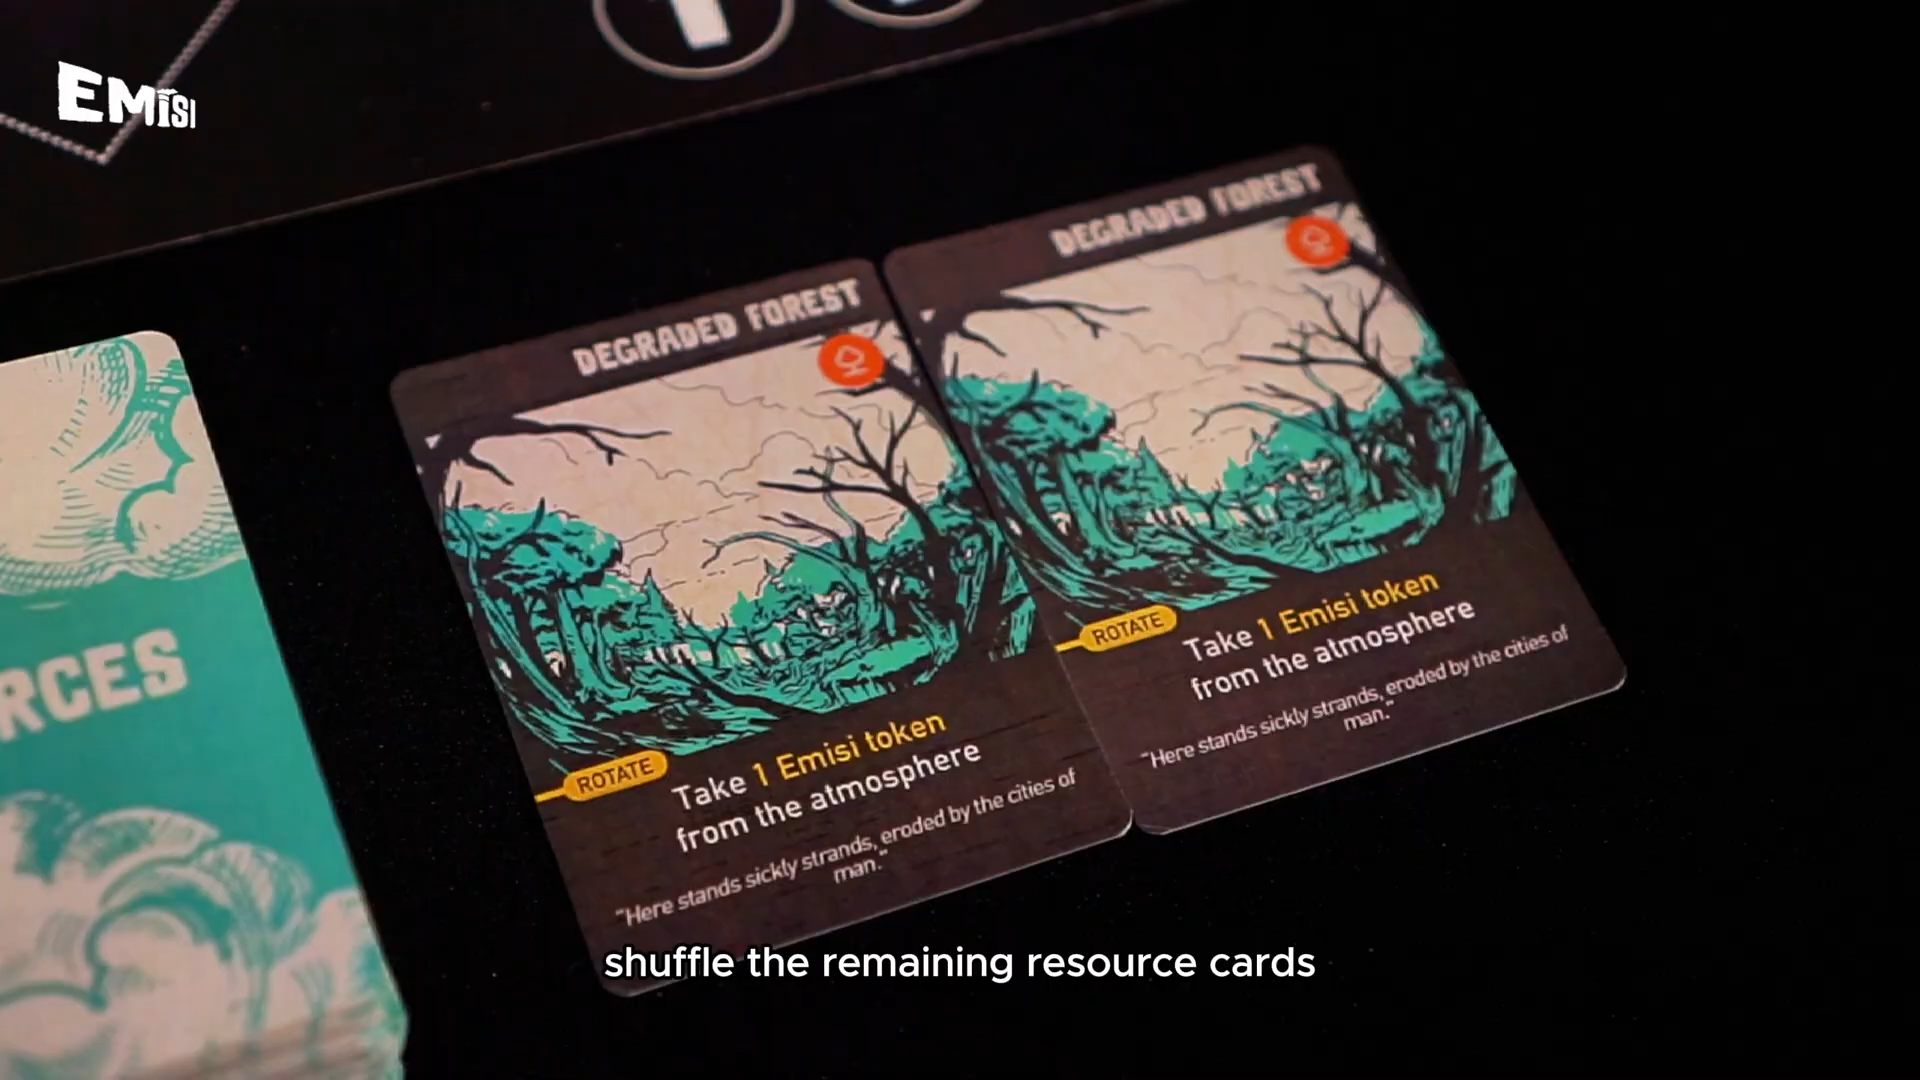 EMISI
DEGRADED FOREST
ROTATE
Take 1 Emisi token
from the atmosphere
"Here stands sickly strands, eroded by the cities of
man."
DEGRADED FOREST
ROTATE
Take 1 Emisi token
from the atmosphere
"Here stands sickly strands, eroded by the cities of
man."
RCES
shuffle the remaining resource cards